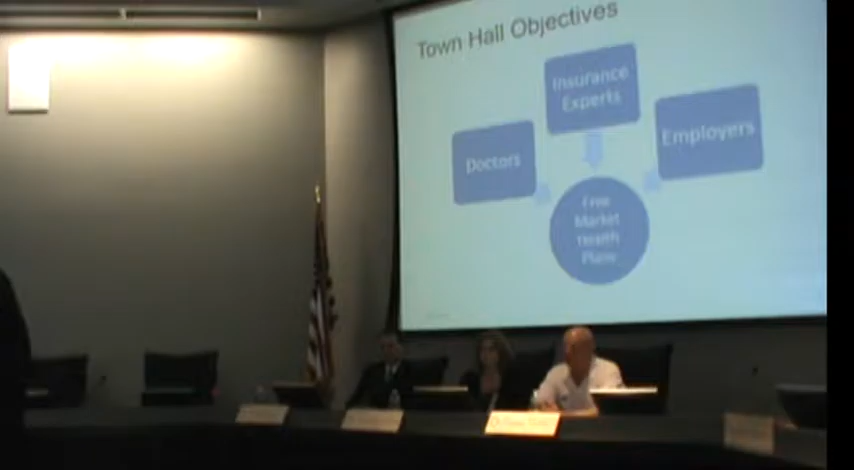 Town Hall Objectives
Insurance
Experts
Doctors
Employers
Free
Market
Health
Plans